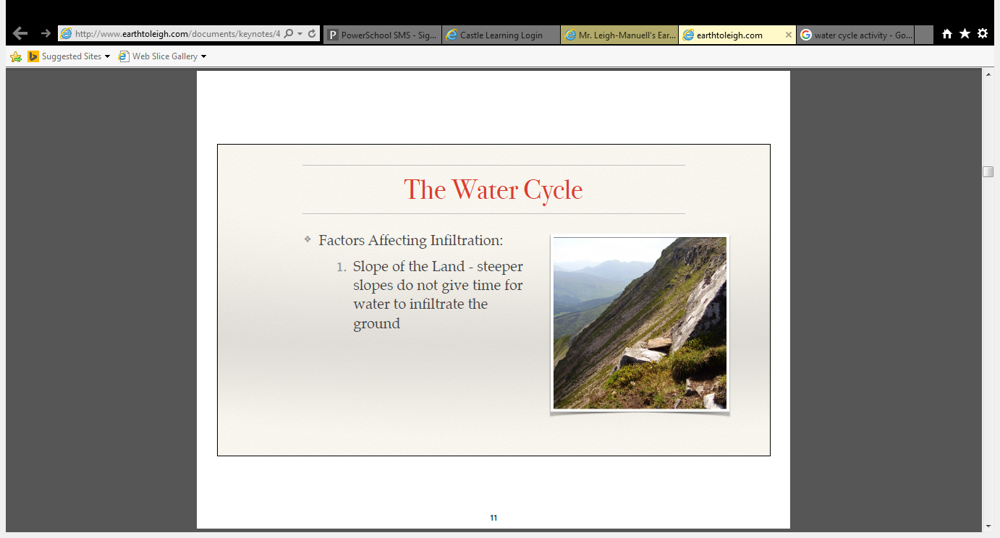 http://www.earthtoleigh.com/documents/keynotes/4
PowerSchool SMS - Sig...
Castle Learning Login
Mr. Leigh-Manuell's Ear...
earthtoleigh.com
water cycle activity - Go...
Suggested Sites
Web Slice Gallery
The Water Cycle
Factors Affecting Infiltration:
1. Slope of the Land - steeper
slopes do not give time for
water to infiltrate the
ground
11